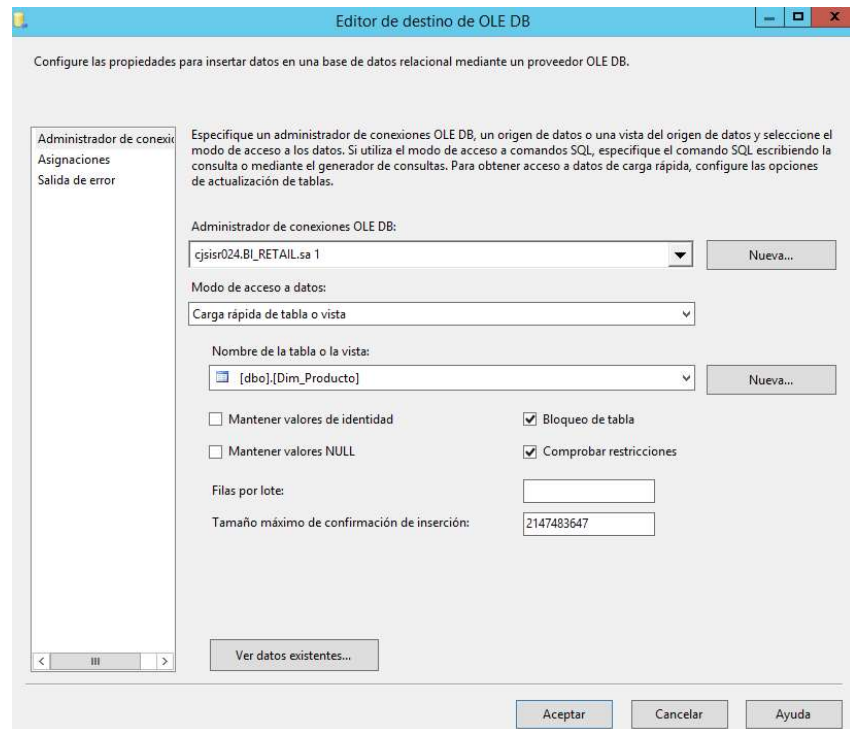 Editor de destino de OLE DB
Configure las propiedades para insertar datos en una base de datos relacional mediante un proveedor OLE DB.
Administrador de conexic
Asignaciones
Salida de error
Especifique un administrador de conexiones OLE DB, un origen de datos o una vista del origen de datos y seleccione el
modo de acceso a los datos. Si utiliza el modo de acceso a comandos SQL, especifique el comando SQL escribiendo la
consulta o mediante el generador de consultas. Para obtener acceso a datos de carga rápida, configure las opciones
de actualización de tablas.
Administrador de conexiones OLE DB:
cjsisr024.BI_RETAIL.sa 1
Nueva...
Modo de acceso a datos:
Carga rápida de tabla o vista
Nombre de la tabla o la vista:
[dbo].[Dim_Producto]
Nueva...
Mantener valores de identidad
Bloqueo de tabla
Mantener valores NULL
Comprobar restricciones
Filas por lote:
Tamaño máximo de confirmación de inserción:
2147483647
Ver datos existentes...
Aceptar
Cancelar
Ayuda